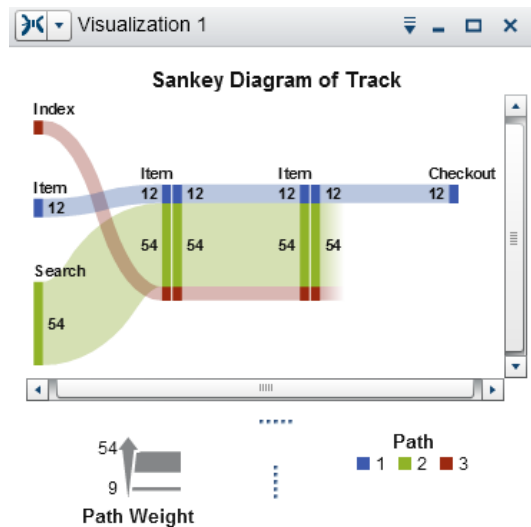 Visualization 1
Sankey Diagram of Track
Index
Item
12
Search
54
Item
12 12
54 54
Item
12 12
54 54
Checkout
12
54
9
Path Weight
Path
1 2 3